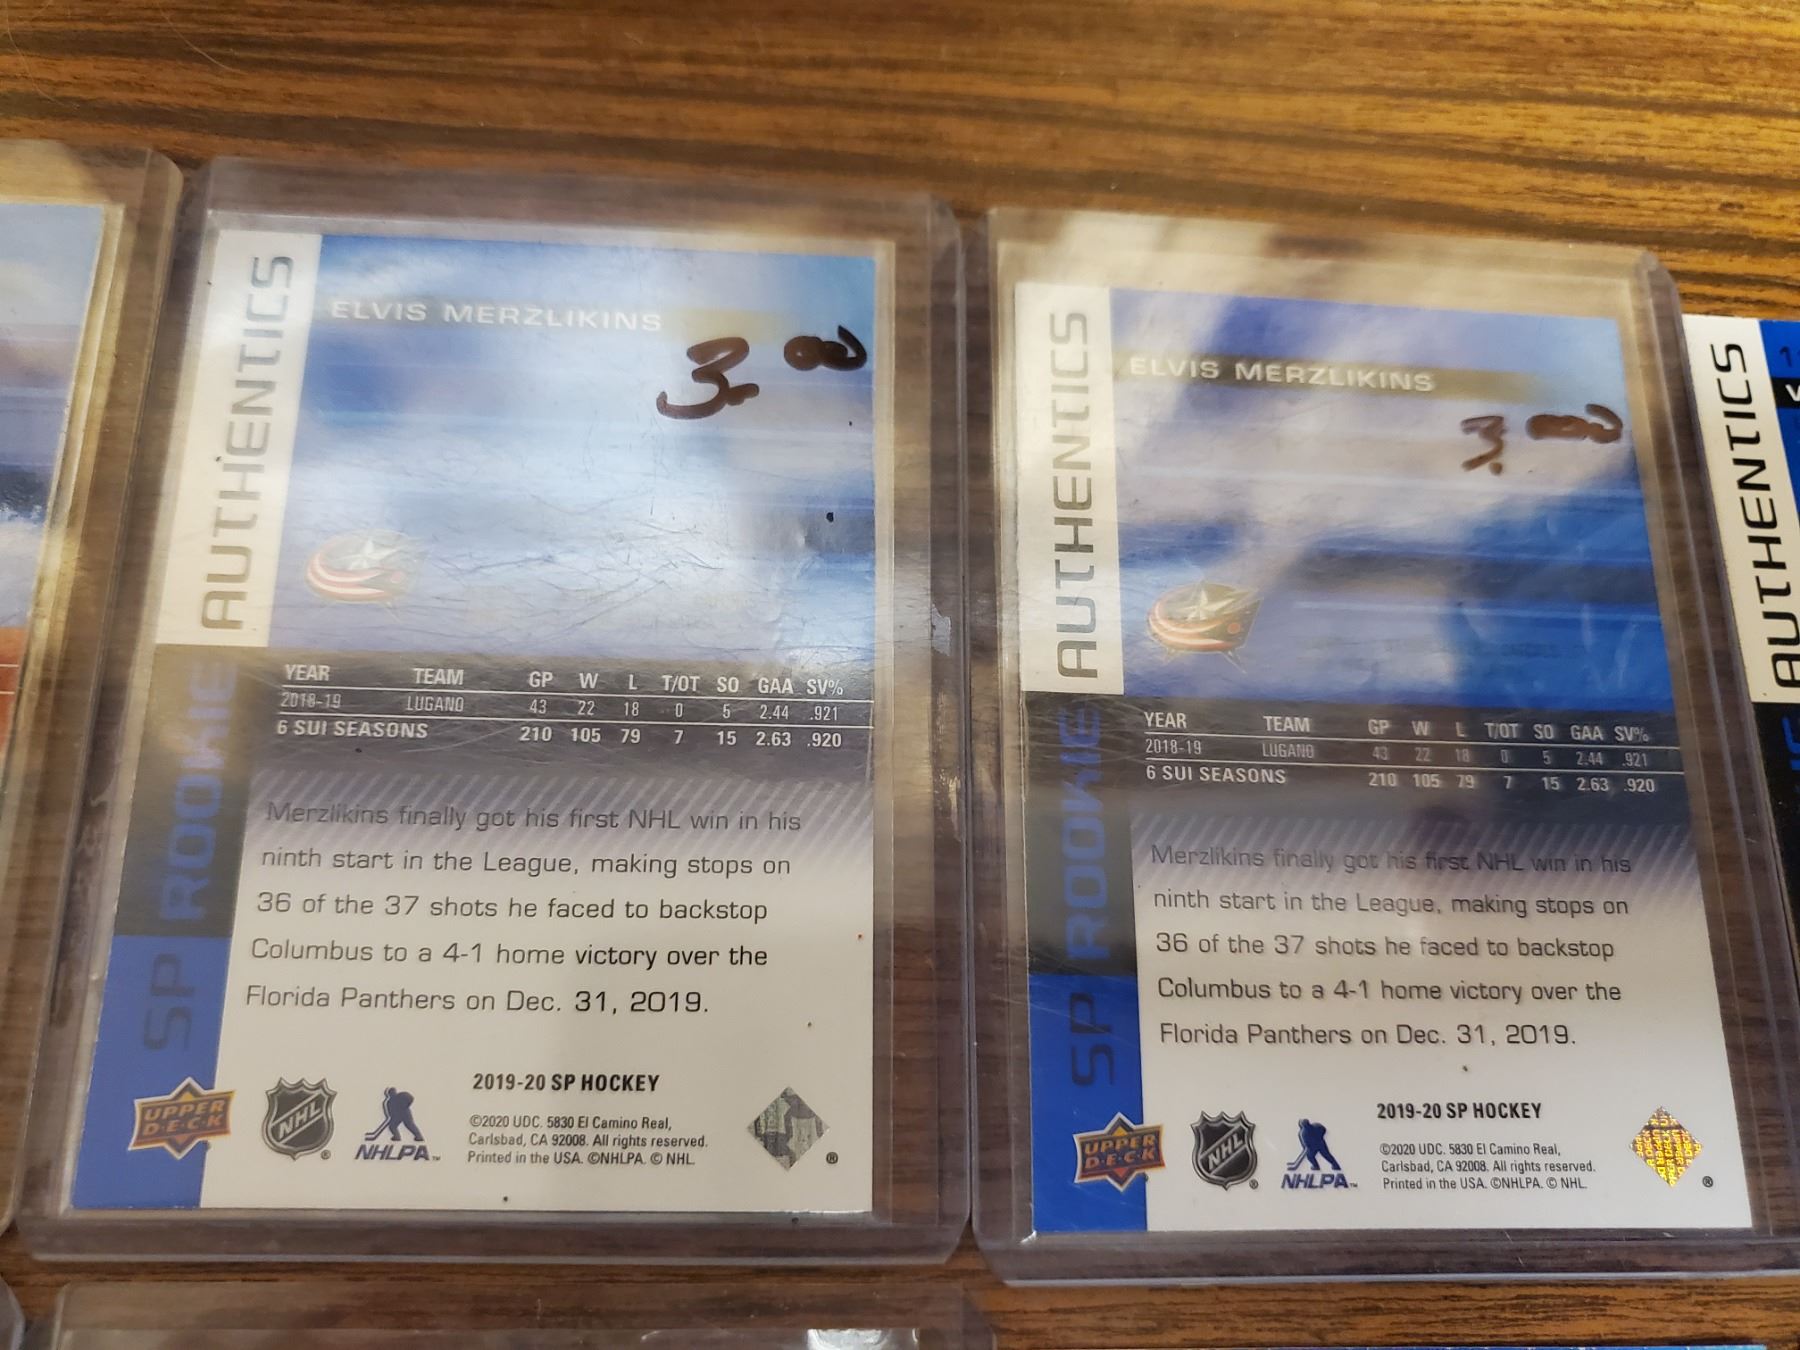 ELVIS MERZLIKINS
3.00
AUTHENTICS
SP ROOKIE
YEAR TEAM GP W L T/OT SO GAA SV%
2018-19 LUGANO 43 22 18 0 5 2.44 .921
6 SUI SEASONS 210 105 79 7 15 2.63 .920
Merzlikins finally got his first NHL win in his
ninth start in the League, making stops on
36 of the 37 shots he faced to backstop
Columbus to a 4-1 home victory over the
Florida Panthers on Dec. 31, 2019.
UPPER
D·E·C·K
NHL
®
NHLPA™
2019-20 SP HOCKEY
©2020 UDC. 5830 El Camino Real,
Carlsbad, CA 92008. All rights reserved.
Printed in the USA. ©NHLPA. © NHL.
®
ELVIS MERZLIKINS
3.00
AUTHENTICS
SP ROOKIE
YEAR TEAM GP W L T/OT SO GAA SV%
2018-19 LUGANO 43 22 18 0 5 2.44 .921
6 SUI SEASONS 210 105 79 7 15 2.63 .920
Merzlikins finally got his first NHL win in his
ninth start in the League, making stops on
36 of the 37 shots he faced to backstop
Columbus to a 4-1 home victory over the
Florida Panthers on Dec. 31, 2019.
UPPER
D·E·C·K
NHL
®
NHLPA™
2019-20 SP HOCKEY
©2020 UDC. 5830 El Camino Real,
Carlsbad, CA 92008. All rights reserved.
Printed in the USA. ©NHLPA. © NHL.
®
AUTHENTICS